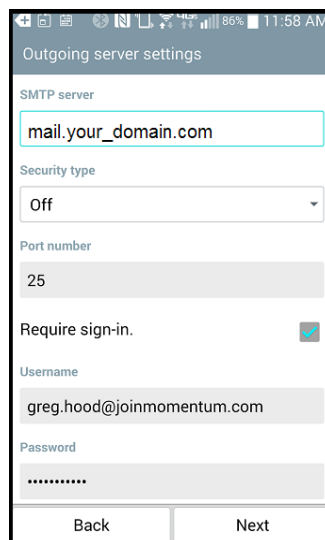 4G 86% 11:58 AM
Outgoing server settings
SMTP server
mail.your_domain.com
Security type
Off
Port number
25
Require sign-in.
Username
greg.hood@joinmomentum.com
Password
•••••••••••
Back Next